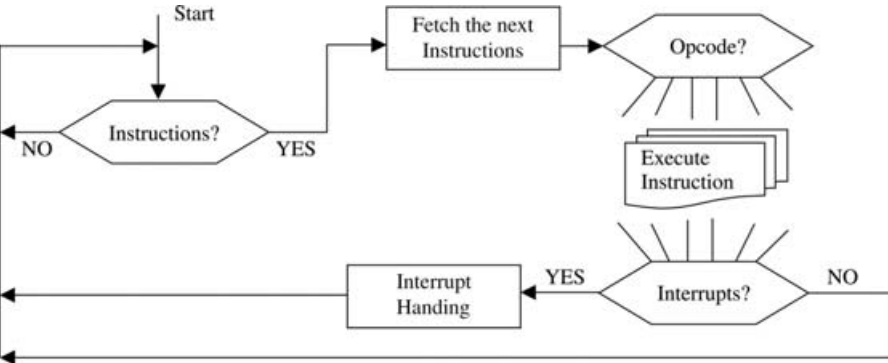 Start
Fetch the next
Instructions
Opcode?
Instructions?
NO
YES
Execute
Instruction
Interrupt
Handing
YES
Interrupts?
NO